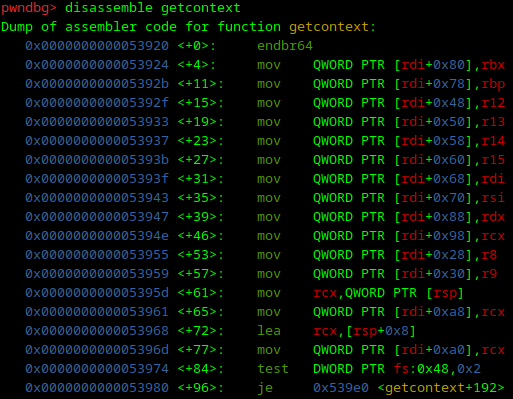 pwndbg> disassemble getcontext
Dump of assembler code for function getcontext:
0x0000000000053920 <+0>: endbr64
0x0000000000053924 <+4>: mov QWORD PTR [rdi+0x80],rbx
0x000000000005392b <+11>: mov QWORD PTR [rdi+0x78],rbp
0x000000000005392f <+15>: mov QWORD PTR [rdi+0x48],r12
0x0000000000053933 <+19>: mov QWORD PTR [rdi+0x50],r13
0x0000000000053937 <+23>: mov QWORD PTR [rdi+0x58],r14
0x000000000005393b <+27>: mov QWORD PTR [rdi+0x60],r15
0x000000000005393f <+31>: mov QWORD PTR [rdi+0x68],rdi
0x0000000000053943 <+35>: mov QWORD PTR [rdi+0x70],rsi
0x0000000000053947 <+39>: mov QWORD PTR [rdi+0x88],rdx
0x000000000005394e <+46>: mov QWORD PTR [rdi+0x98],rcx
0x0000000000053955 <+53>: mov QWORD PTR [rdi+0x28],r8
0x0000000000053959 <+57>: mov QWORD PTR [rdi+0x30],r9
0x000000000005395d <+61>: mov rcx,QWORD PTR [rsp]
0x0000000000053961 <+65>: mov QWORD PTR [rdi+0xa8],rcx
0x0000000000053968 <+72>: lea rcx,[rsp+0x8]
0x000000000005396d <+77>: mov QWORD PTR [rdi+0xa0],rcx
0x0000000000053974 <+84>: test DWORD PTR fs:0x48,0x2
0x0000000000053980 <+96>: je 0x539e0 <getcontext+192>